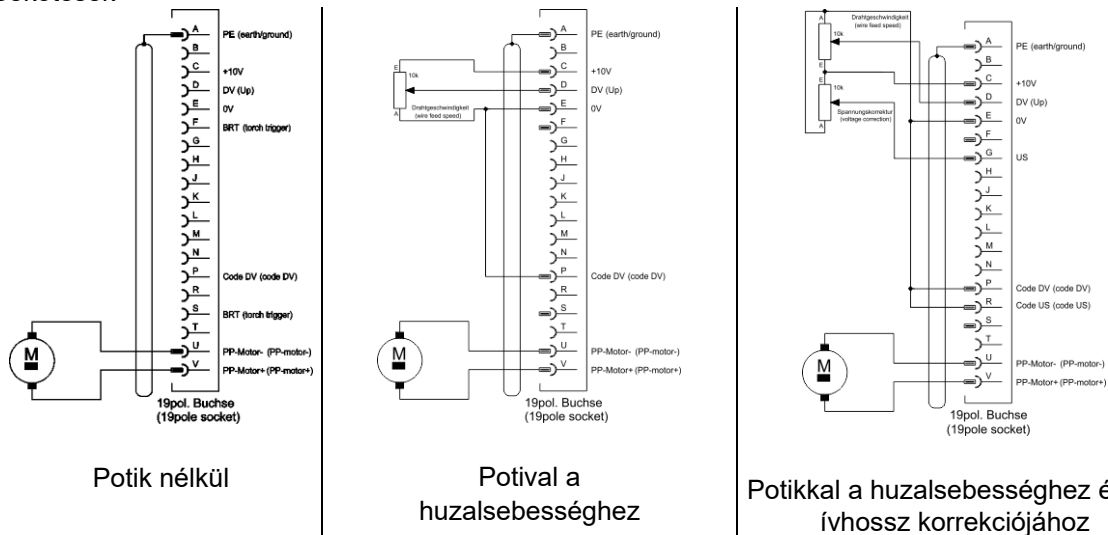 A PE (earth/ground)
B
C +10V
D DV (Up)
E 0V
F BRT (torch trigger)
G
H
J
K
L
M
N
P Code DV (code DV)
R
S BRT (torch trigger)
T
U PP-Motor- (PP-motor-)
V PP-Motor+ (PP-motor+)
M
19pol. Buchse
(19pole socket)
Potik nélkül
A PE (earth/ground)
B
C +10V
D DV (Up)
E 0V
F
G
H
J
K
L
M
N
P Code DV (code DV)
R
S
T
U PP-Motor- (PP-motor-)
V PP-Motor+ (PP-motor+)
E
10k
Drahtgeschwindigkeit
(wire feed speed)
A
M
19pol. Buchse
(19pole socket)
Potival a
huzalsebességhez
A
Drahtgeschwindigkeit
(wire feed speed)
10k
E
E
10k
Spannungskorrektur
(voltage correction)
A
A PE (earth/ground)
B
C +10V
D DV (Up)
E 0V
F
G US
H
J
K
L
M
N
P Code DV (code DV)
R Code US (code US)
S
T
U PP-Motor- (PP-motor-)
V PP-Motor+ (PP-motor+)
M
19pol. Buchse
(19pole socket)
Potikkal a huzalsebességhez
ívhossz korrekciójához